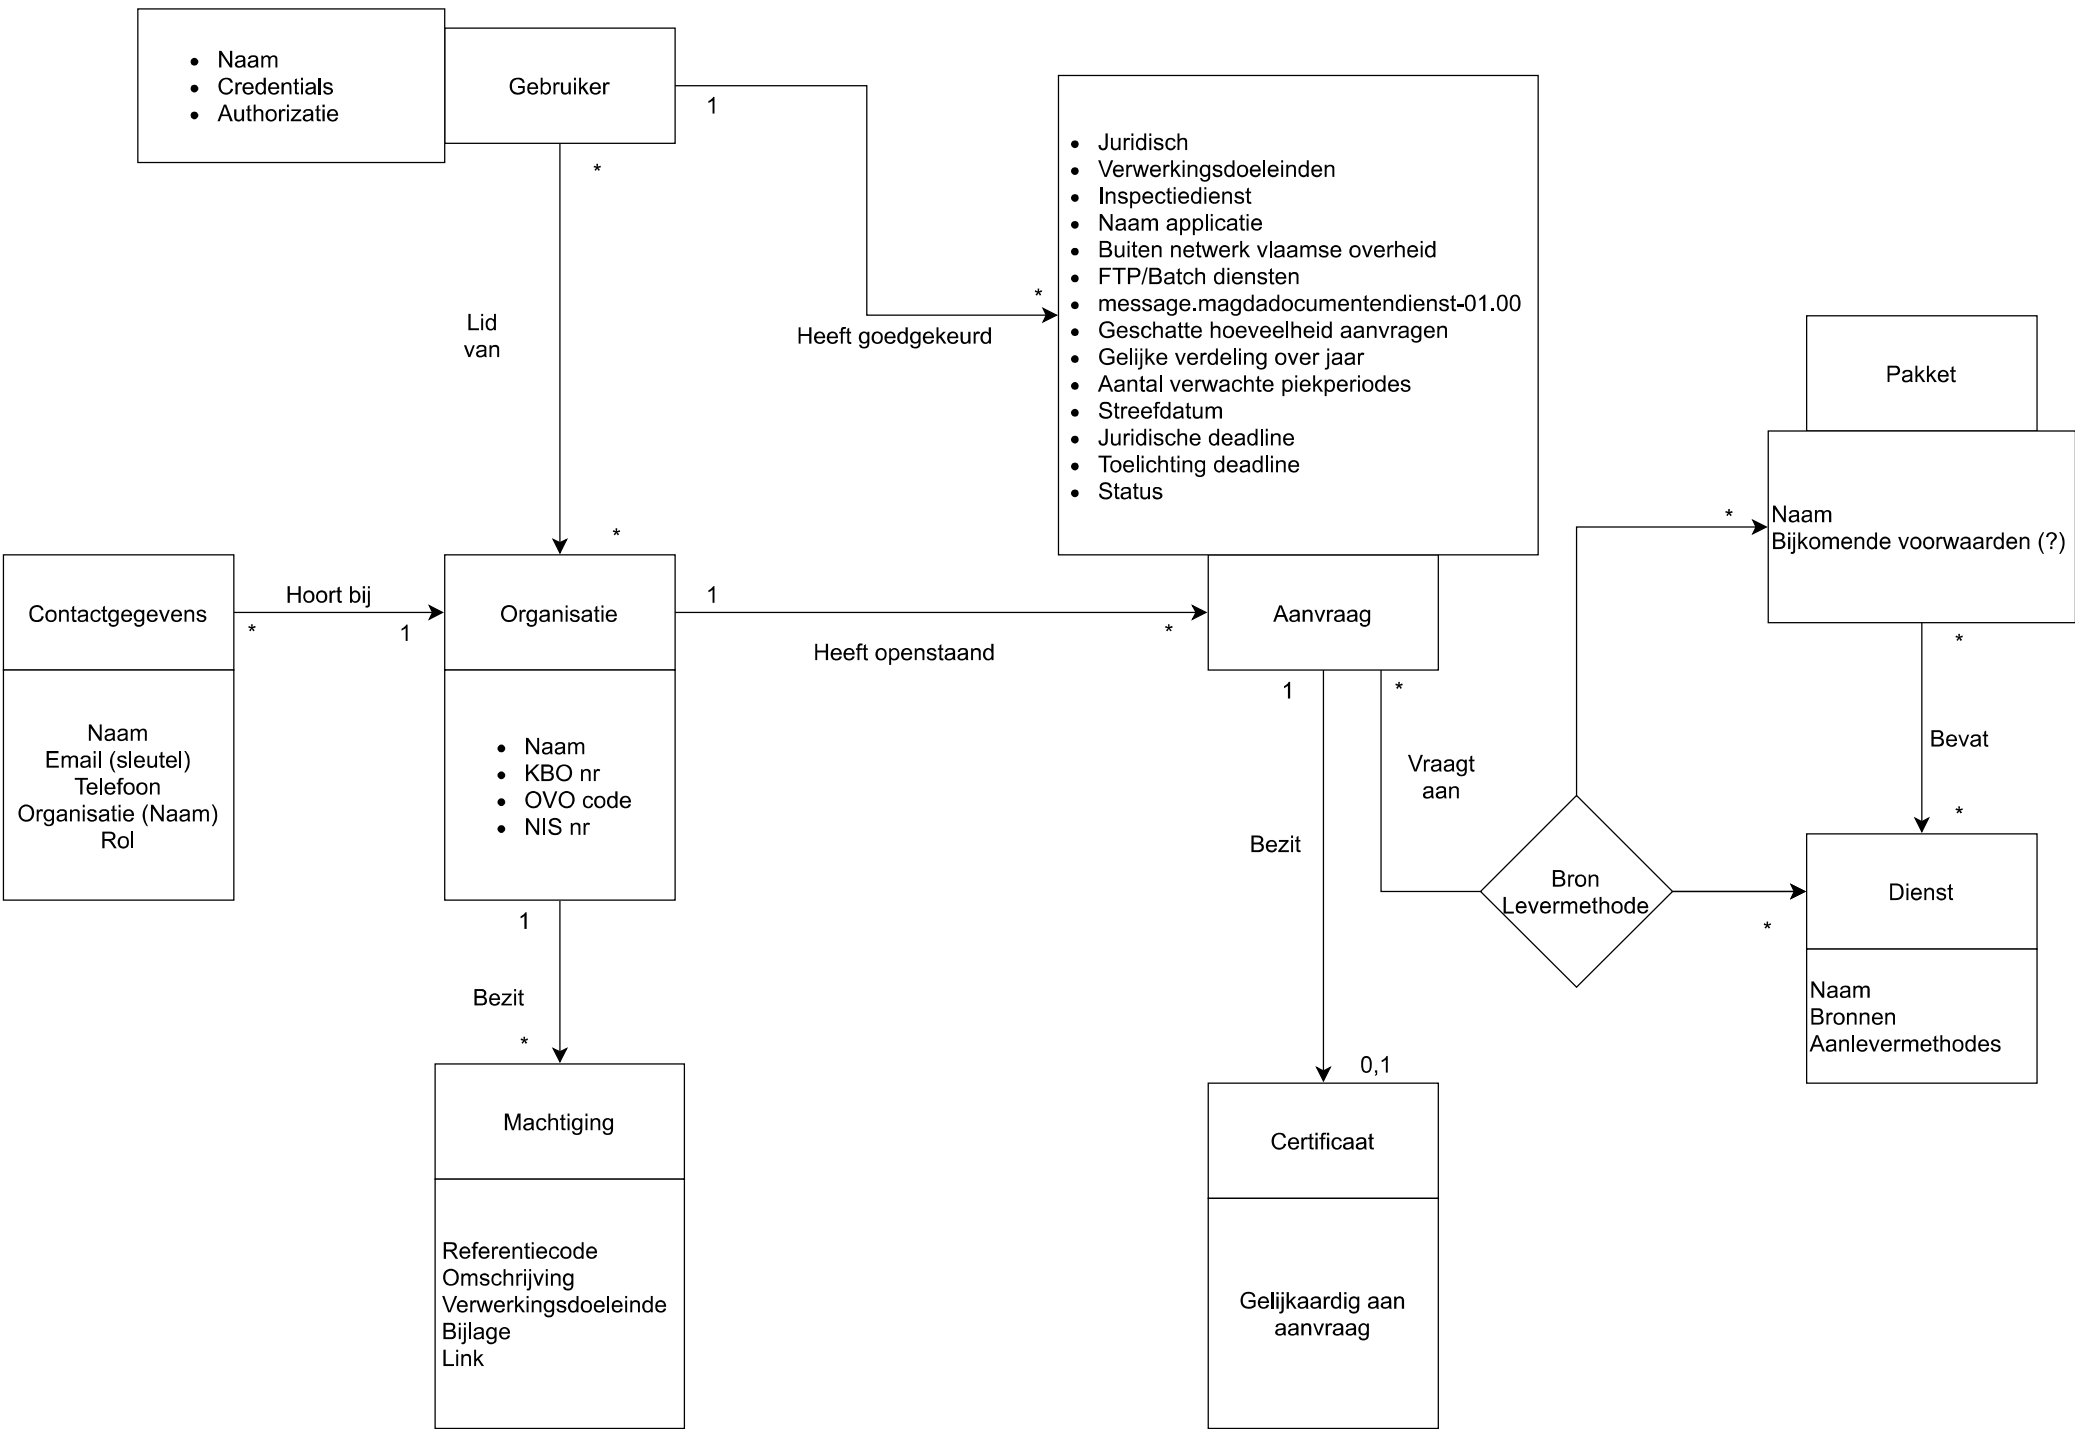 • Naam
• Credentials
• Authorizatie
Gebruiker
1
*
Lid
van
*
Heeft goedgekeurd
*
• Juridisch
• Verwerkingsdoeleinden
• Inspectiedienst
• Naam applicatie
• Buiten netwerk vlaamse overheid
• FTP/Batch diensten
• message.magdadocumentendienst-01.00
• Geschatte hoeveelheid aanvragen
• Gelijke verdeling over jaar
• Aantal verwachte piekperiodes
• Streefdatum
• Juridische deadline
• Toelichting deadline
• Status
Aanvraag
Contactgegevens
Naam
Email (sleutel)
Telefoon
Organisatie (Naam)
Rol
Hoort bij
*
1
Organisatie
• Naam
• KBO nr
• OVO code
• NIS nr
1
*
Heeft openstaand
1
Bezit
*
Machtiging
Referentiecode
Omschrijving
Verwerkingsdoeleinde
Bijlage
Link
1
Bezit
0,1
Certificaat
Gelijkaardig aan
aanvraag
*
Vraagt
aan
Bron
Levermethode
*
*
Pakket
Naam
Bijkomende voorwaarden (?)
*
Bevat
*
Dienst
Naam
Bronnen
Aanlevermethodes